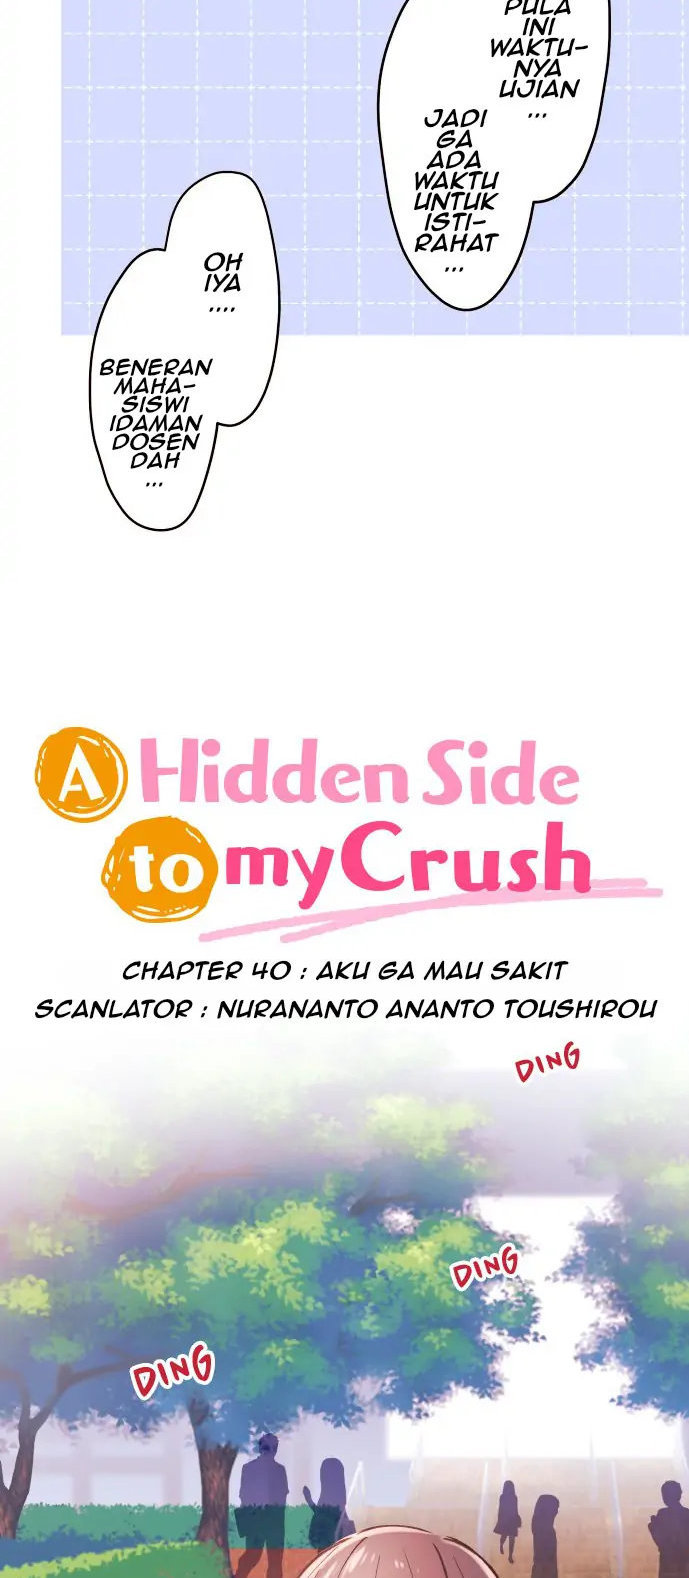 PULA
INI
WAKTU-
NYA
UJIAN
...
JADI
GA
ADA
WAKTU
UNTUK
ISTI-
RAHAT
...
OH
IYA
....
BENERAN
MAHA-
SISWI
IDAMAN
DOSEN
DAH
...
A Hidden Side
to my Crush
CHAPTER 40 : AKU GA MAU SAKIT
SCANLATOR : NURANANTO ANANTO TOUSHIROU
DING
DING
DING